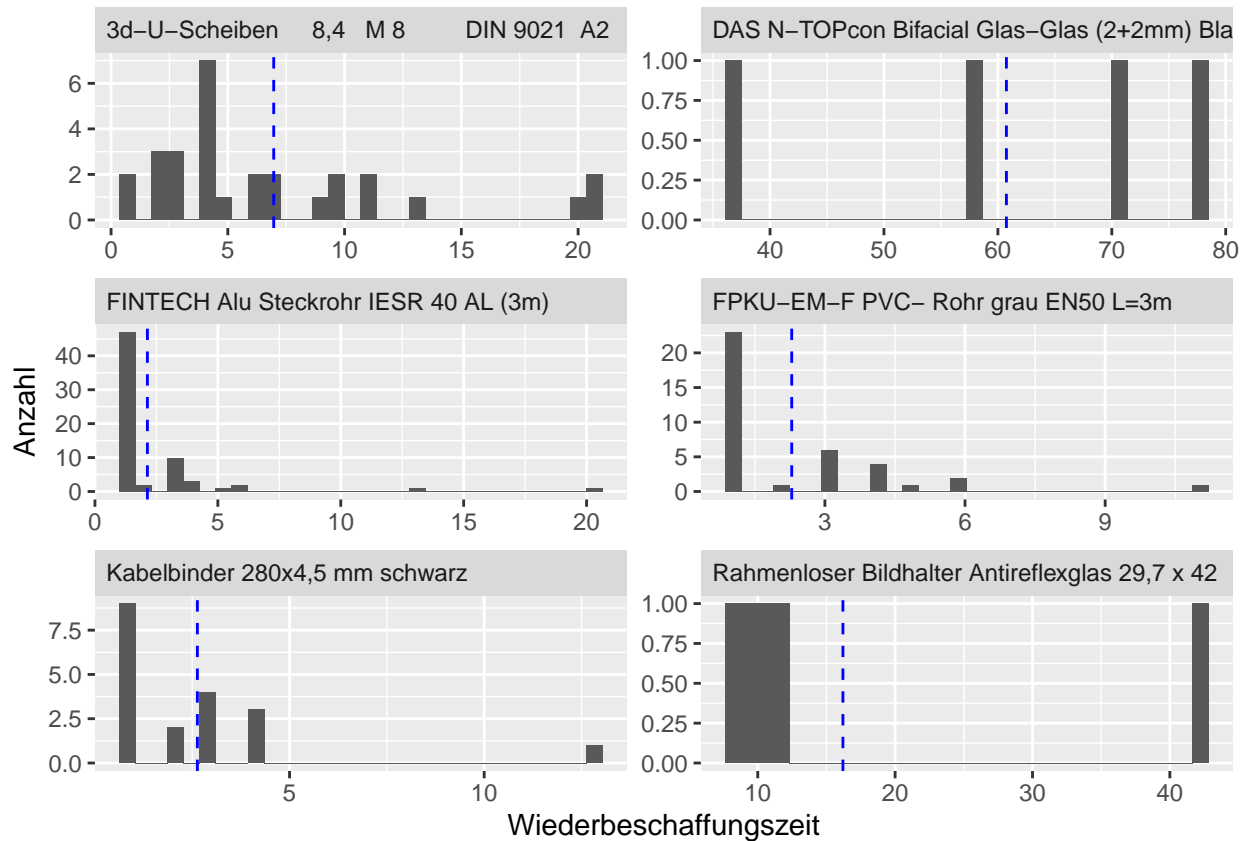 3d−U−Scheiben 8,4 M 8 DIN 9021 A2
6
4
2
0
0 5 10 15 20
DAS N−TOPcon Bifacial Glas−Glas (2+2mm) Bla
1.00
0.75
0.50
0.25
0.00
40 50 60 70 80
FINTECH Alu Steckrohr IESR 40 AL (3m)
40
30
20
10
0
0 5 10 15 20
FPKU−EM−F PVC− Rohr grau EN50 L=3m
20
15
10
5
0
3 6 9
Kabelbinder 280x4,5 mm schwarz
7.5
5.0
2.5
0.0
5 10
Rahmenloser Bildhalter Antireflexglas 29,7 x 42
1.00
0.75
0.50
0.25
0.00
10 20 30 40
Anzahl
Wiederbeschaffungszeit